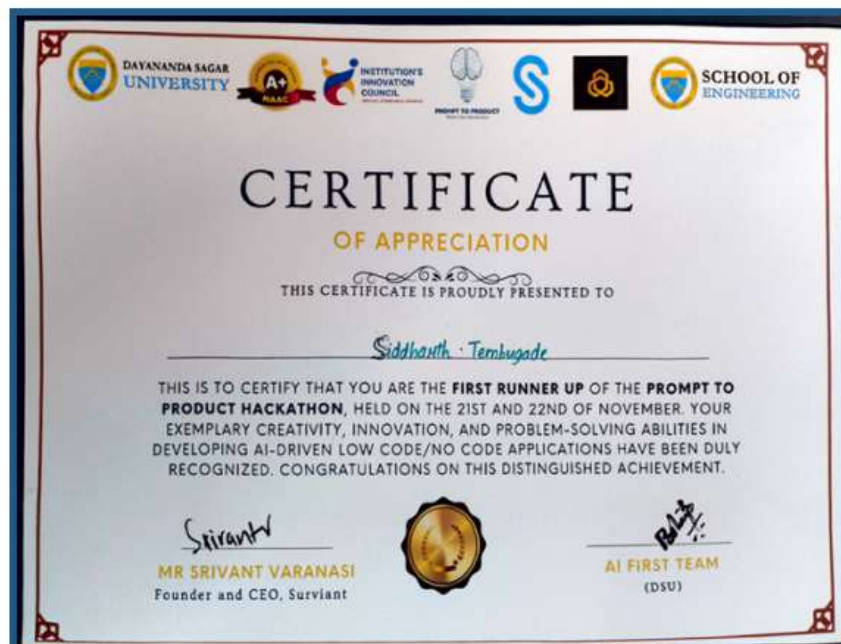 DAYANANDA SAGAR
UNIVERSITY
A+
NAAC
INSTITUTION'S
INNOVATION
COUNCIL
PROMPT TO PRODUCT
SCHOOL OF
ENGINEERING
CERTIFICATE
OF APPRECIATION
THIS CERTIFICATE IS PROUDLY PRESENTED TO
Siddhanth . Tembugade
THIS IS TO CERTIFY THAT YOU ARE THE FIRST RUNNER UP OF THE PROMPT TO
PRODUCT HACKATHON, HELD ON THE 21ST AND 22ND OF NOVEMBER. YOUR
EXEMPLARY CREATIVITY, INNOVATION, AND PROBLEM-SOLVING ABILITIES IN
DEVELOPING AI-DRIVEN LOW CODE/NO CODE APPLICATIONS HAVE BEEN DULY
RECOGNIZED. CONGRATULATIONS ON THIS DISTINGUISHED ACHIEVEMENT.
Srivantv
MR SRIVANT VARANASI
Founder and CEO, Surviant
AI FIRST TEAM
(DSU)